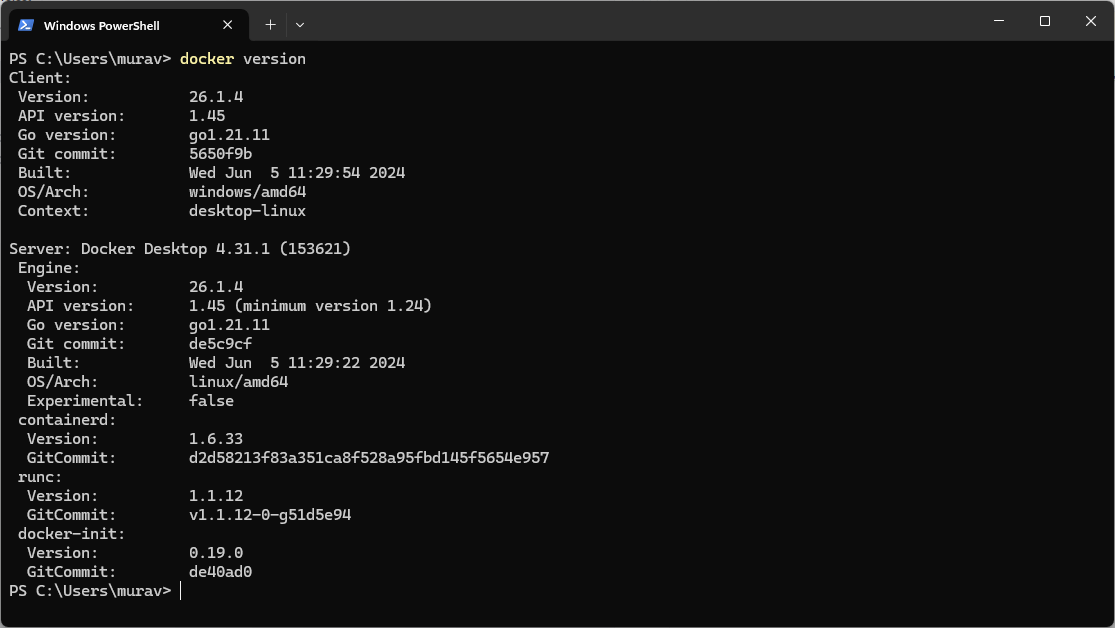 Windows PowerShell
PS C:\Users\murav> docker version
Client:
 Version:           26.1.4
 API version:       1.45
 Go version:        go1.21.11
 Git commit:        5650f9b
 Built:             Wed Jun  5 11:29:54 2024
 OS/Arch:           windows/amd64
 Context:           desktop-linux

Server: Docker Desktop 4.31.1 (153621)
 Engine:
  Version:          26.1.4
  API version:      1.45 (minimum version 1.24)
  Go version:       go1.21.11
  Git commit:       de5c9cf
  Built:            Wed Jun  5 11:29:22 2024
  OS/Arch:          linux/amd64
  Experimental:     false
 containerd:
  Version:          1.6.33
  GitCommit:        d2d58213f83a351ca8f528a95fbd145f5654e957
 runc:
  Version:          1.1.12
  GitCommit:        v1.1.12-0-g51d5e94
 docker-init:
  Version:          0.19.0
  GitCommit:        de40ad0
PS C:\Users\murav>